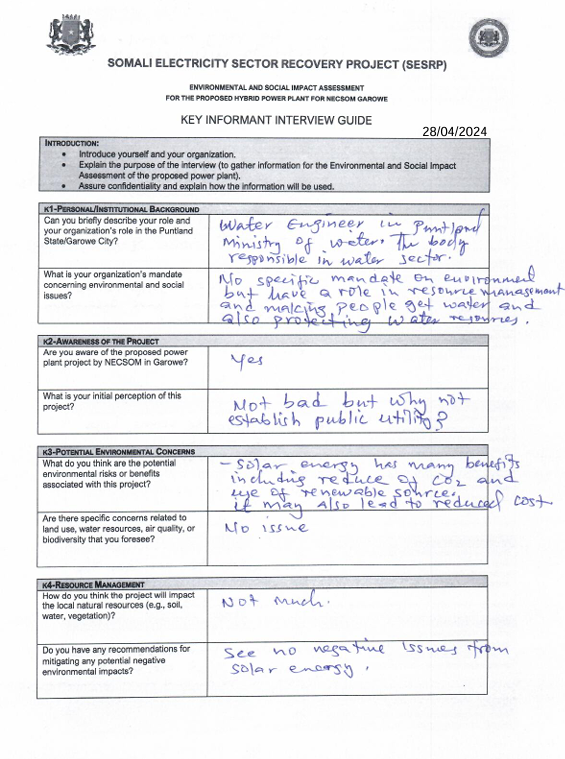 SOMALI ELECTRICITY SECTOR RECOVERY PROJECT (SESRP)
ENVIRONMENTAL AND SOCIAL IMPACT ASSESSMENT
FOR THE PROPOSED HYBRID POWER PLANT FOR NECSOM GAROWE
KEY INFORMANT INTERVIEW GUIDE
28/04/2024
INTRODUCTION:
• Introduce yourself and your organization.
• Explain the purpose of the interview (to gather information for the Environmental and Social Impact
Assessment of the proposed power plant).
• Assure confidentiality and explain how the information will be used.
K1-PERSONAL/INSTITUTIONAL BACKGROUND
Can you briefly describe your role and
your organization's role in the Puntland
State/Garowe City?
Water Engineer in Puntland
Ministry of water. The body
responsible in water sector.
What is your organization's mandate
concerning environmental and social
issues?
No specific mandate on environment
but have a role in resource management
and making people get water and
also protecting water resources.
K2-AWARENESS OF THE PROJECT
Are you aware of the proposed power
plant project by NECSOM in Garowe?
Yes
What is your initial perception of this
project?
Not bad but why not
establish public utility?
K3-POTENTIAL ENVIRONMENTAL CONCERNS
What do you think are the potential
environmental risks or benefits
associated with this project?
- Solar energy has many benefits
including reduce of CO2 and
use of renewable source.
it may also lead to reduced cost.
Are there specific concerns related to
land use, water resources, air quality, or
biodiversity that you foresee?
No issue
K4-RESOURCE MANAGEMENT
How do you think the project will impact
the local natural resources (e.g., soil,
water, vegetation)?
Not much.
Do you have any recommendations for
mitigating any potential negative
environmental impacts?
See no negative issues from
solar energy.